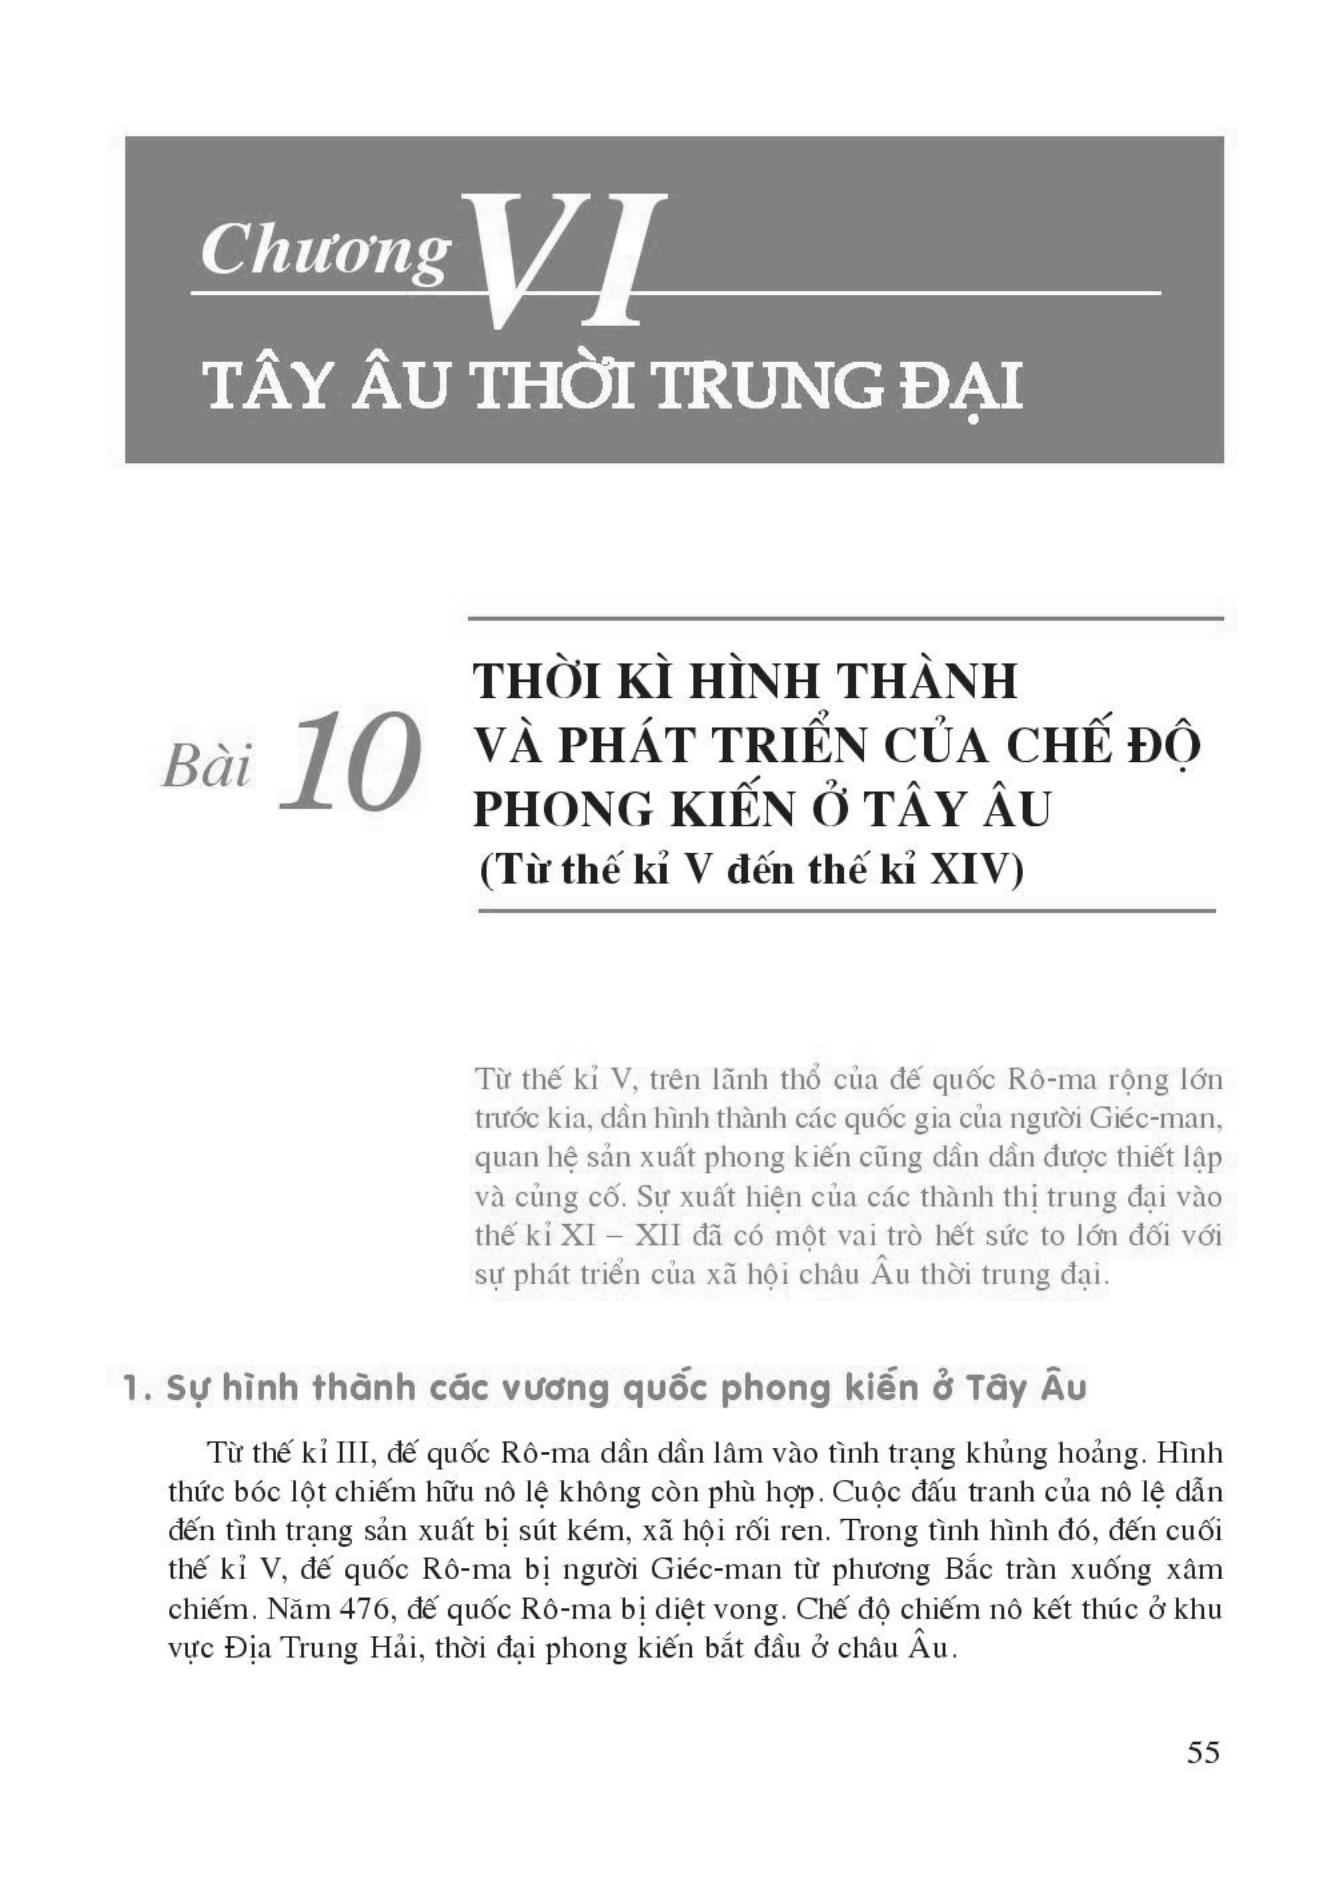 Chương VI
TÂY ÂU THỜI TRUNG ĐẠI
Bài 10
THỜI KÌ HÌNH THÀNH
VÀ PHÁT TRIỂN CỦA CHẾ ĐỘ
PHONG KIẾN Ở TÂY ÂU
(Từ thế kỉ V đến thế kỉ XIV)
Từ thế kỉ V, trên lãnh thổ của đế quốc Rô-ma rộng lớn
trước kia, dần hình thành các quốc gia của người Giéc-man,
quan hệ sản xuất phong kiến cũng dần dần được thiết lập
và củng cố. Sự xuất hiện của các thành thị trung đại vào
thế kỉ XI – XII đã có một vai trò hết sức to lớn đối với
sự phát triển của xã hội châu Âu thời trung đại.
1. Sự hình thành các vương quốc phong kiến ở Tây Âu
Từ thế kỉ III, đế quốc Rô-ma dần dần lâm vào tình trạng khủng hoảng. Hình
thức bóc lột chiếm hữu nô lệ không còn phù hợp. Cuộc đấu tranh của nô lệ dẫn
đến tình trạng sản xuất bị sút kém, xã hội rối ren. Trong tình hình đó, đến cuối
thế kỉ V, đế quốc Rô-ma bị người Giéc-man từ phương Bắc tràn xuống xâm
chiếm. Năm 476, đế quốc Rô-ma bị diệt vong. Chế độ chiếm nô kết thúc ở khu
vực Địa Trung Hải, thời đại phong kiến bắt đầu ở châu Âu.
55